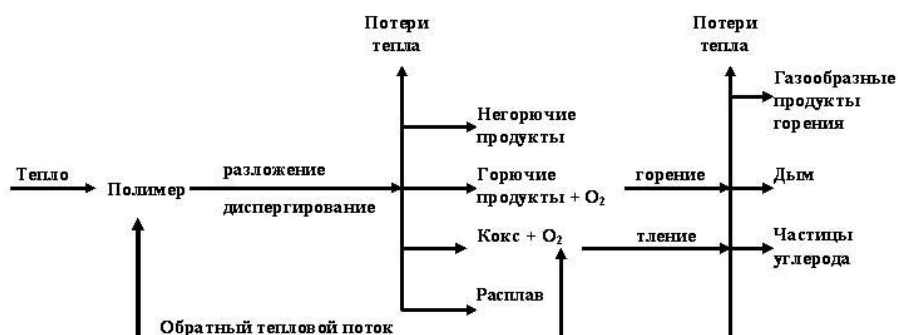 Потери
тепла
Потери
тепла
Газообразные
продукты
горения
Негорючие
продукты
Тепло
Полимер
разложение
диспергирование
Горючие
продукты + O₂
горение
Дым
Кокс + O₂
тление
Частицы
углерода
Расплав
Обратный тепловой поток